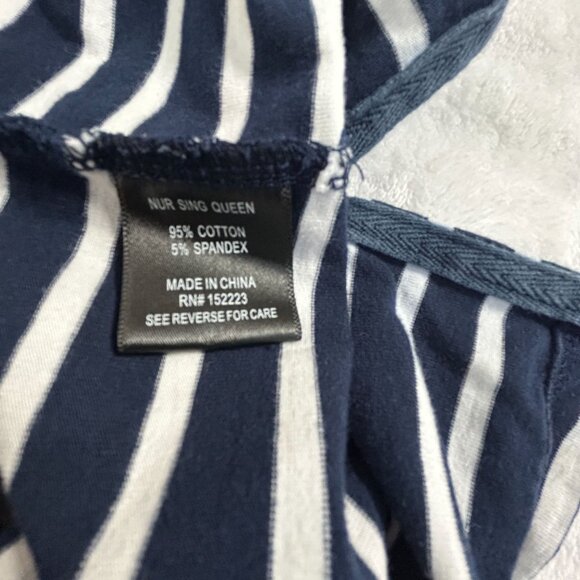 NUR SING QUEEN
95% COTTON
5% SPANDEX
MADE IN CHINA
RN# 152223
SEE REVERSE FOR CARE